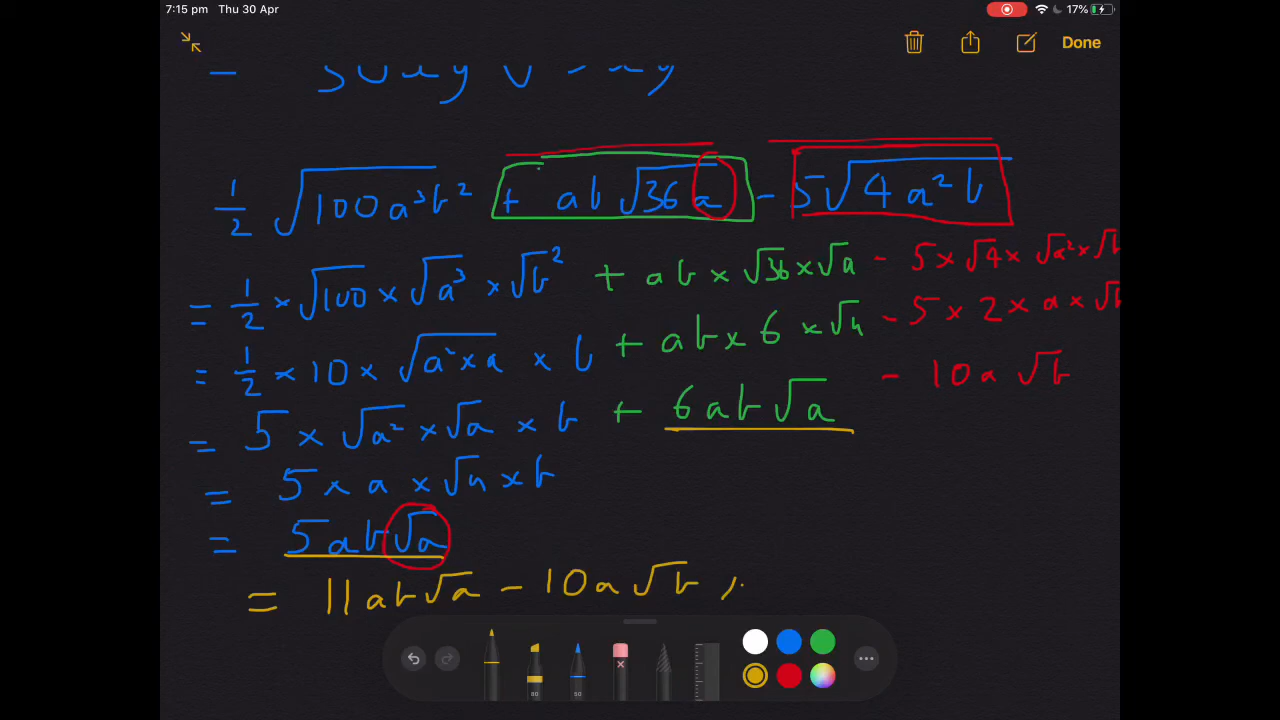 7:15 pm Thu 30 Apr 17%
Done
1/2 √100a³b² + ab√36a - 5√4a²b
= 1/2 × √100 × √a³ × √b² + ab × √36 × √a - 5 × √4 × √a² × √b
= 1/2 × 10 × √a² × a × b + ab × 6 × √a - 5 × 2 × a × √b
= 5 × √a² × √a × b + 6ab√a - 10a√b
= 5 × a × √a × b
= 5ab√a
= 11ab√a - 10a√b
80 50